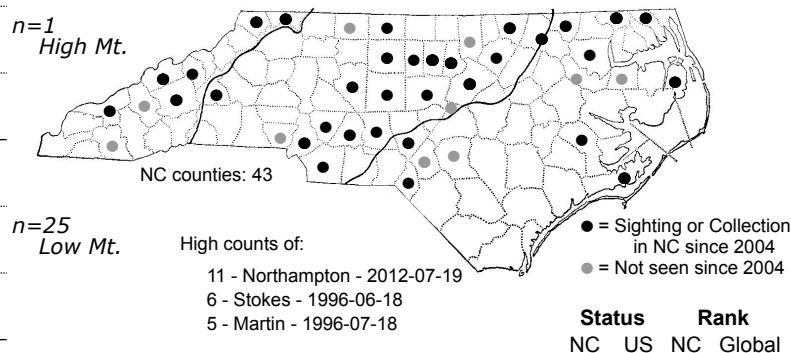 n=1
High Mt.
NC counties: 43
n=25
Low Mt.
High counts of:
11 - Northampton - 2012-07-19
6 - Stokes - 1996-06-18
5 - Martin - 1996-07-18
= Sighting or Collection
in NC since 2004
= Not seen since 2004
Status Rank
NC US NC Global